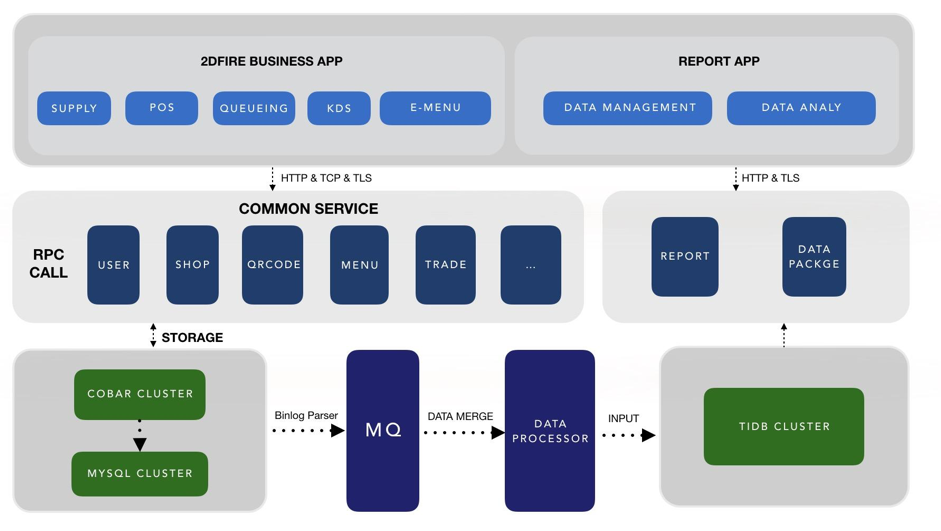 2DFIRE BUSINESS APP
REPORT APP
SUPPLY
POS
QUEUEING
KDS
E-MENU
DATA MANAGEMENT
DATA ANALY
HTTP & TCP & TLS
HTTP & TLS
COMMON SERVICE
RPC
CALL
USER
SHOP
QRCODE
MENU
TRADE
...
REPORT
DATA
PACKGE
STORAGE
COBAR CLUSTER
MYSQL CLUSTER
Binlog Parser
MQ
DATA MERGE
DATA
PROCESSOR
INPUT
TIDB CLUSTER